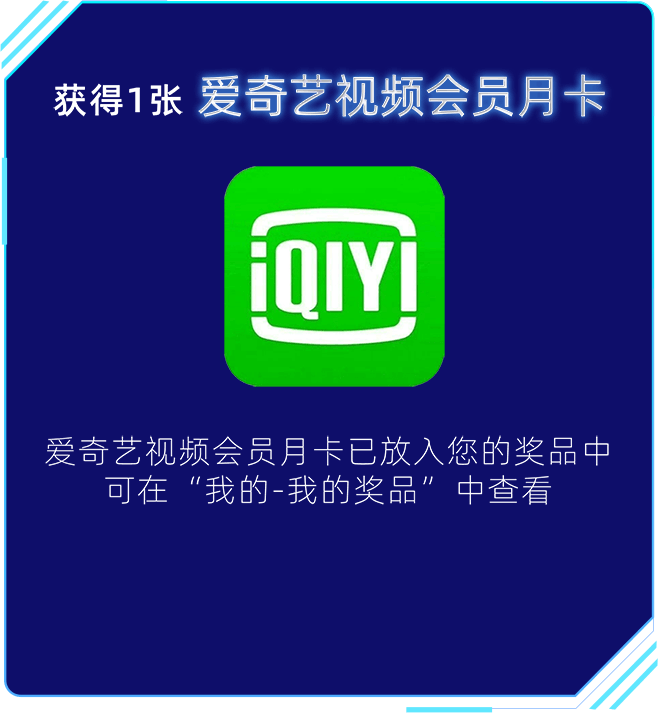 获得1张 爱奇艺视频会员月卡
iQIYI
爱奇艺视频会员月卡已放入您的奖品中
可在“我的-我的奖品”中查看